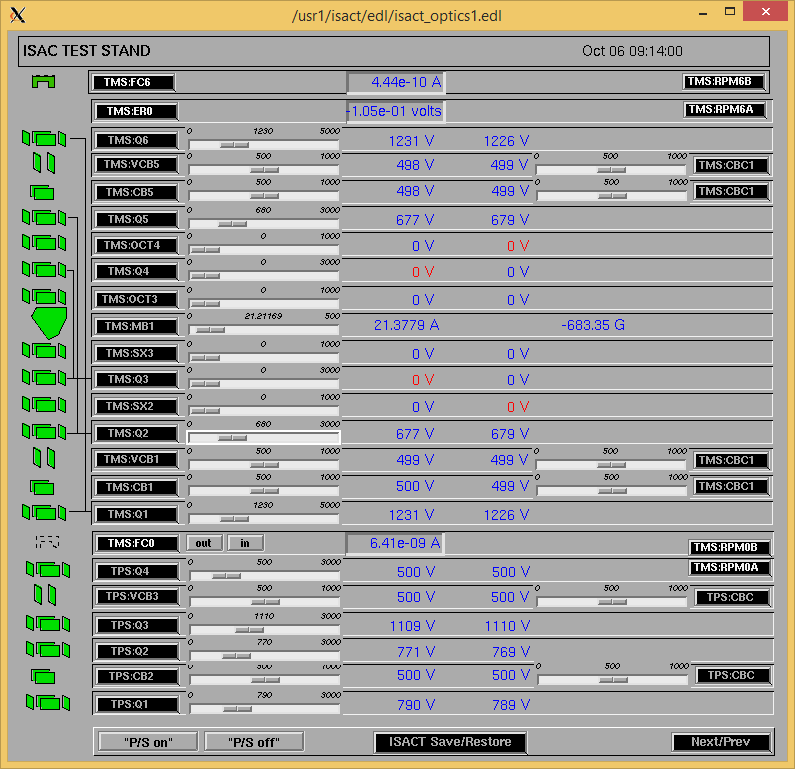 /usr1/isact/edl/isact_optics1.edl
ISAC TEST STAND Oct 06 09:14:00
TMS:FC6 4.44e-10 A TMS:RPM6B
TMS:ER0 -1.05e-01 volts TMS:RPM6A
TMS:Q6 0 1230 5000 1231 V 1226 V
TMS:VCB5 0 500 1000 498 V 499 V 0 500 1000 TMS:CBC1
TMS:CB5 0 500 1000 498 V 499 V 0 500 1000 TMS:CBC1
TMS:Q5 0 680 3000 677 V 679 V
TMS:OCT4 0 0 1000 0 V 0 V
TMS:Q4 0 0 3000 0 V 0 V
TMS:OCT3 0 0 1000 0 V 0 V
TMS:MB1 0 21.21169 500 21.3779 A -683.35 G
TMS:SX3 0 0 1000 0 V 0 V
TMS:Q3 0 0 3000 0 V 0 V
TMS:SX2 0 0 1000 0 V 0 V
TMS:Q2 0 680 3000 677 V 679 V
TMS:VCB1 0 500 1000 499 V 499 V 0 500 1000 TMS:CBC1
TMS:CB1 0 500 1000 500 V 499 V 0 500 1000 TMS:CBC1
TMS:Q1 0 1230 5000 1231 V 1226 V
TMS:FC0 out in 6.41e-09 A TMS:RPM0B
TPS:Q4 0 500 3000 500 V 500 V TMS:RPM0A
TPS:VCB3 0 500 1000 500 V 500 V 0 500 1000 TPS:CBC
TPS:Q3 0 1110 3000 1109 V 1110 V
TPS:Q2 0 770 3000 771 V 769 V
TPS:CB2 0 500 1000 500 V 500 V 0 500 1000 TPS:CBC
TPS:Q1 0 790 3000 790 V 789 V
"P/S on" "P/S off" ISACT Save/Restore Next/Prev